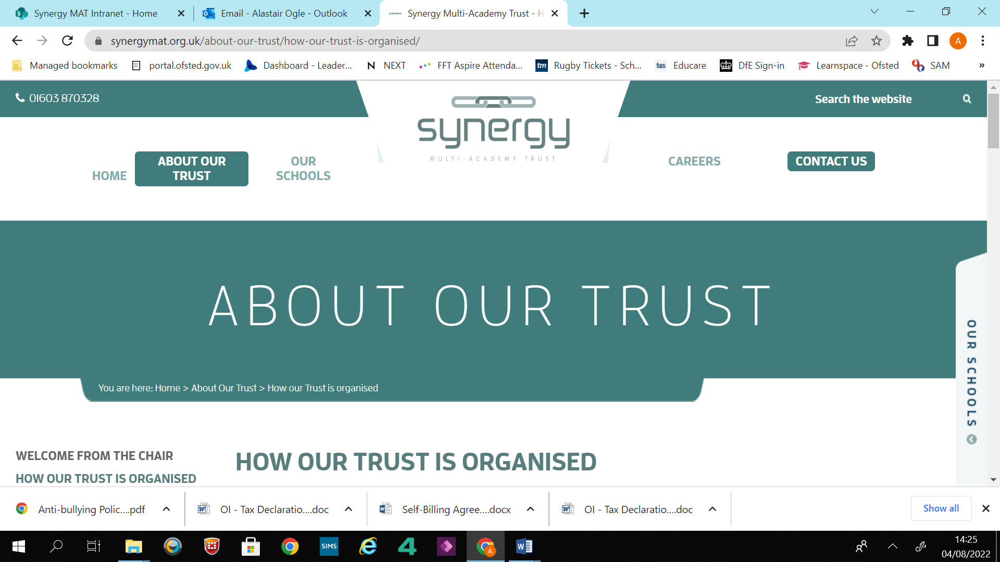 Synergy MAT Intranet - Home
Email - Alastair Ogle - Outlook
Synergy Multi-Academy Trust - H
synergymat.org.uk/about-our-trust/how-our-trust-is-organised/
A
Managed bookmarks
portal.ofsted.gov.uk
Dashboard - Leader...
N NEXT
FFT Aspire Attenda...
tm Rugby Tickets - Sch...
tes Educare
DfE Sign-in
Learnspace - Ofsted
SAM
»
01603 870328
Search the website
synergy
MULTI-ACADEMY TRUST
HOME
ABOUT OUR
TRUST
OUR
SCHOOLS
CAREERS
CONTACT US
ABOUT OUR TRUST
OUR SCHOOLS
You are here: Home > About Our Trust > How our Trust is organised
WELCOME FROM THE CHAIR
HOW OUR TRUST IS ORGANISED
HOW OUR TRUST IS ORGANISED
Anti-bullying Polic....pdf
OI - Tax Declaratio....doc
Self-Billing Agree....docx
OI - Tax Declaratio....doc
Show all
SIMS
A
14:25
04/08/2022